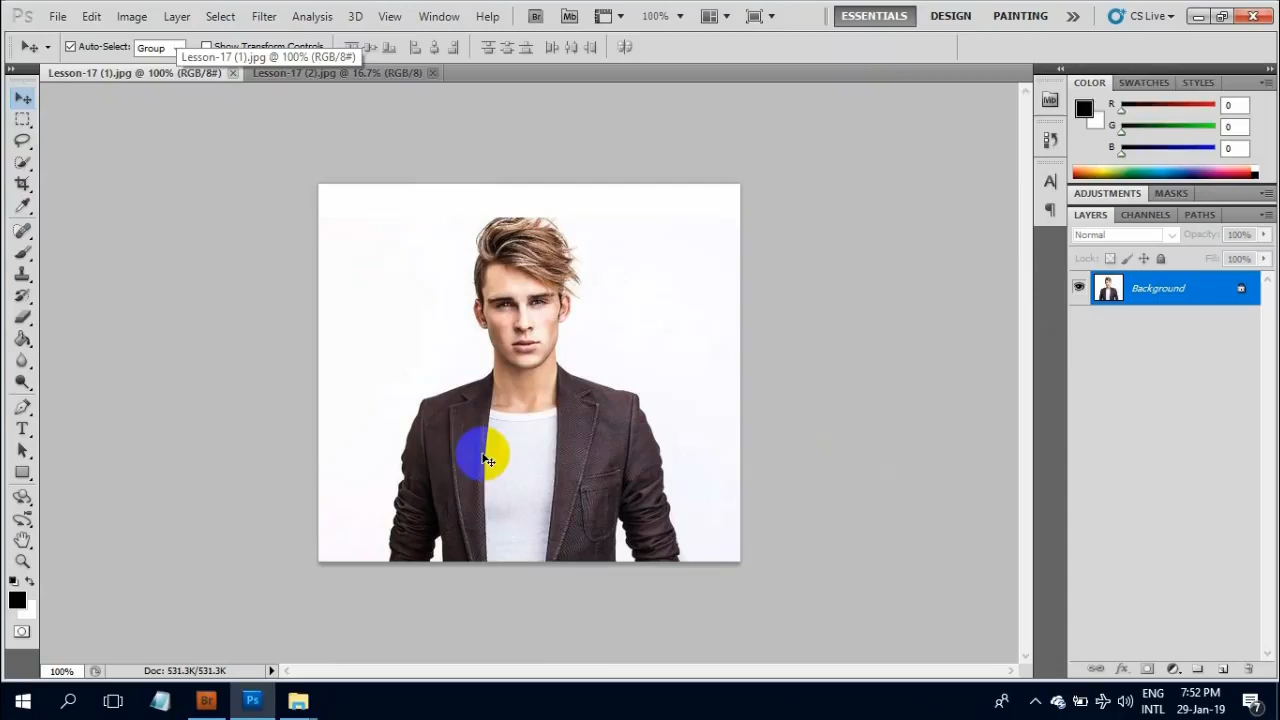 Ps File Edit Image Layer Select Filter Analysis 3D View Window Help Br Mb 100% ESSENTIALS DESIGN PAINTING CS Live
Auto-Select: Group Show Transform Controls
Lesson-17 (1).jpg @ 100% (RGB/8#)
Lesson-17 (1).jpg @ 100% (RGB/8#) Lesson-17 (2).jpg @ 16.7% (RGB/8)
COLOR SWATCHES STYLES
R 0
G 0
B 0
ADJUSTMENTS MASKS
LAYERS CHANNELS PATHS
Normal Opacity: 100%
Lock: Fill: 100%
Background
100% Doc: 531.3K/531.3K
Br Ps ENG 7:52 PM
INTL 29-Jan-19 7